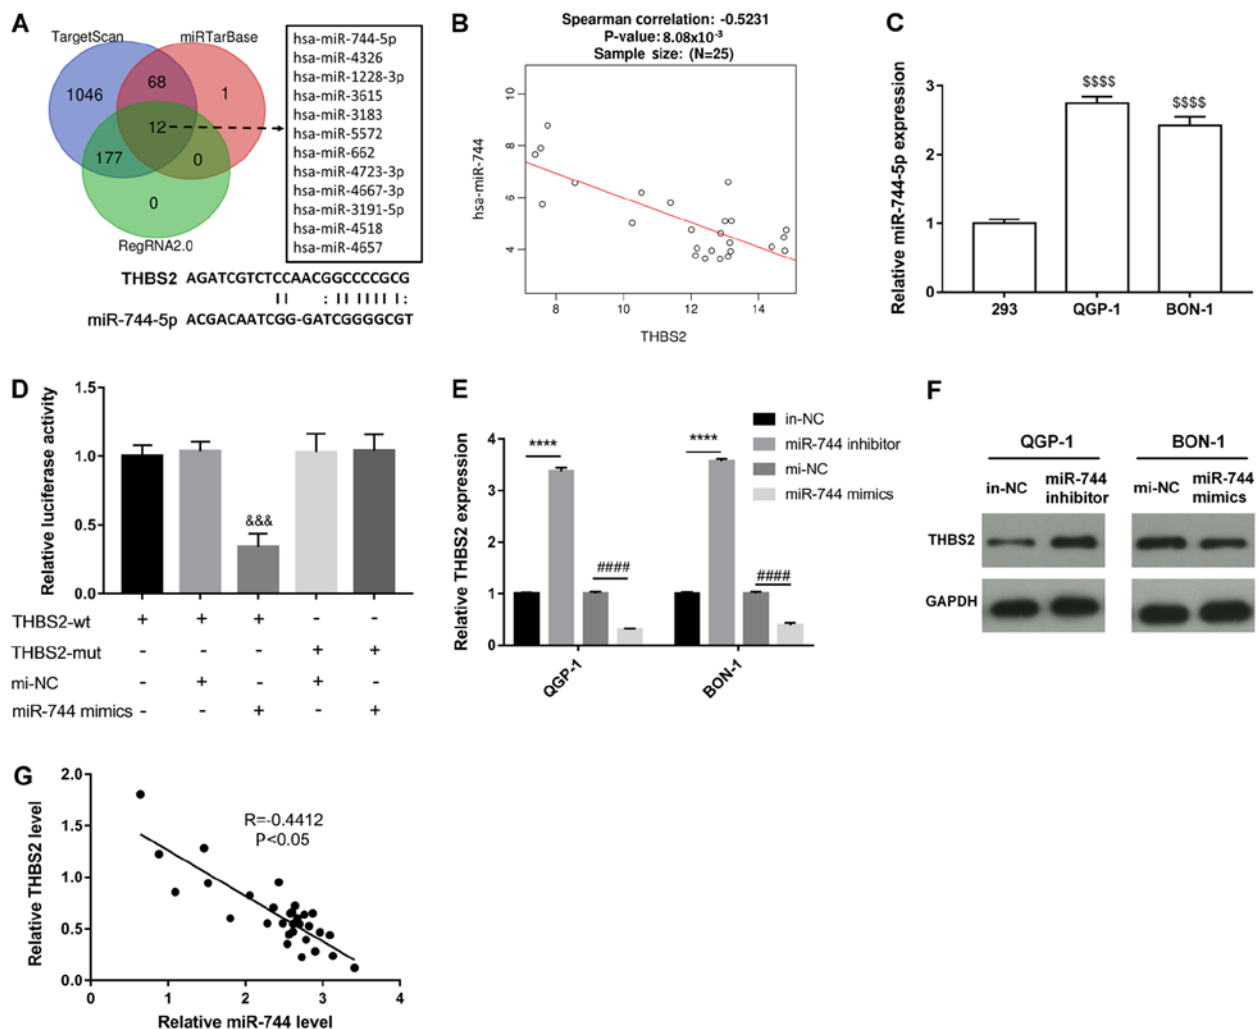 A
TargetScan
miRTarBase
1046
68
1
12
177
0
0
RegRNA2.0
hsa-miR-744-5p
hsa-miR-4326
hsa-miR-1228-3p
hsa-miR-3615
hsa-miR-3183
hsa-miR-5572
hsa-miR-662
hsa-miR-4723-3p
hsa-miR-4667-3p
hsa-miR-3191-5p
hsa-miR-4518
hsa-miR-4657
THBS2 AGATCGTCTCCAACGGCCCCGCG
miR-744-5p ACGACAATCGG-GATCGGGGCGT
B
Spearman correlation: -0.5231
P-value: 8.08x10-3
Sample size: (N=25)
hsa-miR-744
10
8
6
4
8 10 12 14
THBS2
C
Relative miR-744-5p expression
3
2
1
0
$$$$
$$$$
293 QGP-1 BON-1
D
Relative luciferase activity
1.5
1.0
0.5
0.0
&&&
THBS2-wt + + + - -
THBS2-mut - - - + +
mi-NC - + - + -
miR-744 mimics - - + - +
E
Relative THBS2 expression
4
3
2
1
0
in-NC
miR-744 inhibitor
mi-NC
miR-744 mimics
****
####
****
####
QGP-1
BON-1
F
QGP-1 BON-1
in-NC miR-744 inhibitor mi-NC miR-744 mimics
THBS2
GAPDH
G
Relative THBS2 level
2.0
1.5
1.0
0.5
0.0
R=-0.4412
P<0.05
0 1 2 3 4
Relative miR-744 level